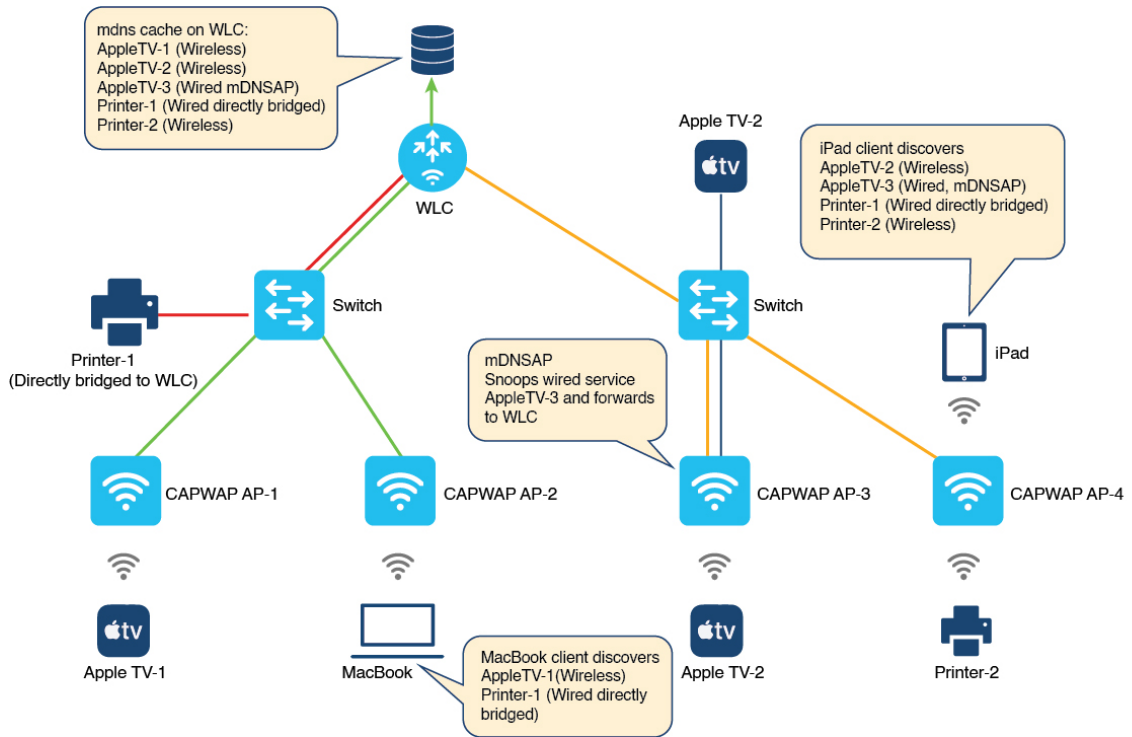 mdns cache on WLC:
AppleTV-1 (Wireless)
AppleTV-2 (Wireless)
AppleTV-3 (Wired mDNSAP)
Printer-1 (Wired directly bridged)
Printer-2 (Wireless)
WLC
Apple TV-2
tv
iPad client discovers
AppleTV-2 (Wireless)
AppleTV-3 (Wired, mDNSAP)
Printer-1 (Wired directly bridged)
Printer-2 (Wireless)
Switch
Switch
Printer-1
(Directly bridged to WLC)
mDNSAP
Snoops wired service
AppleTV-3 and forwards
to WLC
iPad
CAPWAP AP-1
CAPWAP AP-2
CAPWAP AP-3
CAPWAP AP-4
tv
Apple TV-1
MacBook
MacBook client discovers
AppleTV-1(Wireless)
Printer-1 (Wired directly
bridged)
tv
Apple TV-2
Printer-2